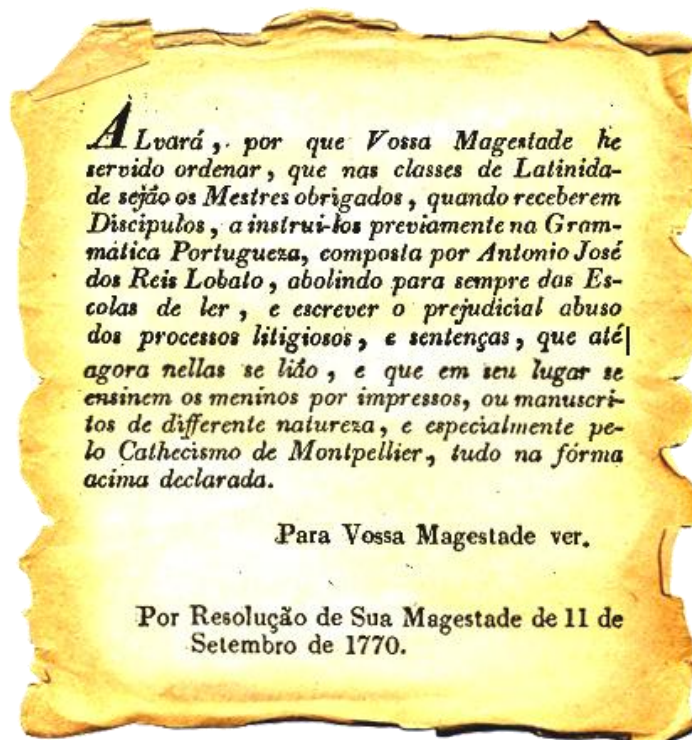 ALvará, por que Vossa Magestade he
servido ordenar, que nas classes de Latinida-
de sejão os Mestres obrigados, quando receberem
Discipulos, a instrui-los previamente na Gram-
mática Portugueza, composta por Antonio José
dos Reis Lobato, abolindo para sempre das Es-
colas de ler, e escrever o prejudicial abuso
dos processos litigiosos, e sentenças, que até
agora nellas se lião, e que em seu lugar se
ensinem os meninos por impressos, ou manuscri-
tos de differente natureza, e especialmente pe-
lo Cathecismo de Montpellier, tudo na fórma
acima declarada.
Para Vossa Magestade ver.
Por Resolução de Sua Magestade de 11 de
Setembro de 1770.